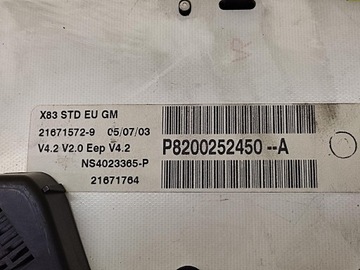 X83 STD EU GM
21671572-9 05/07/03
V4.2 V2.0 Eep V4.2
P8200252450--A
NS4023365-P
21671764